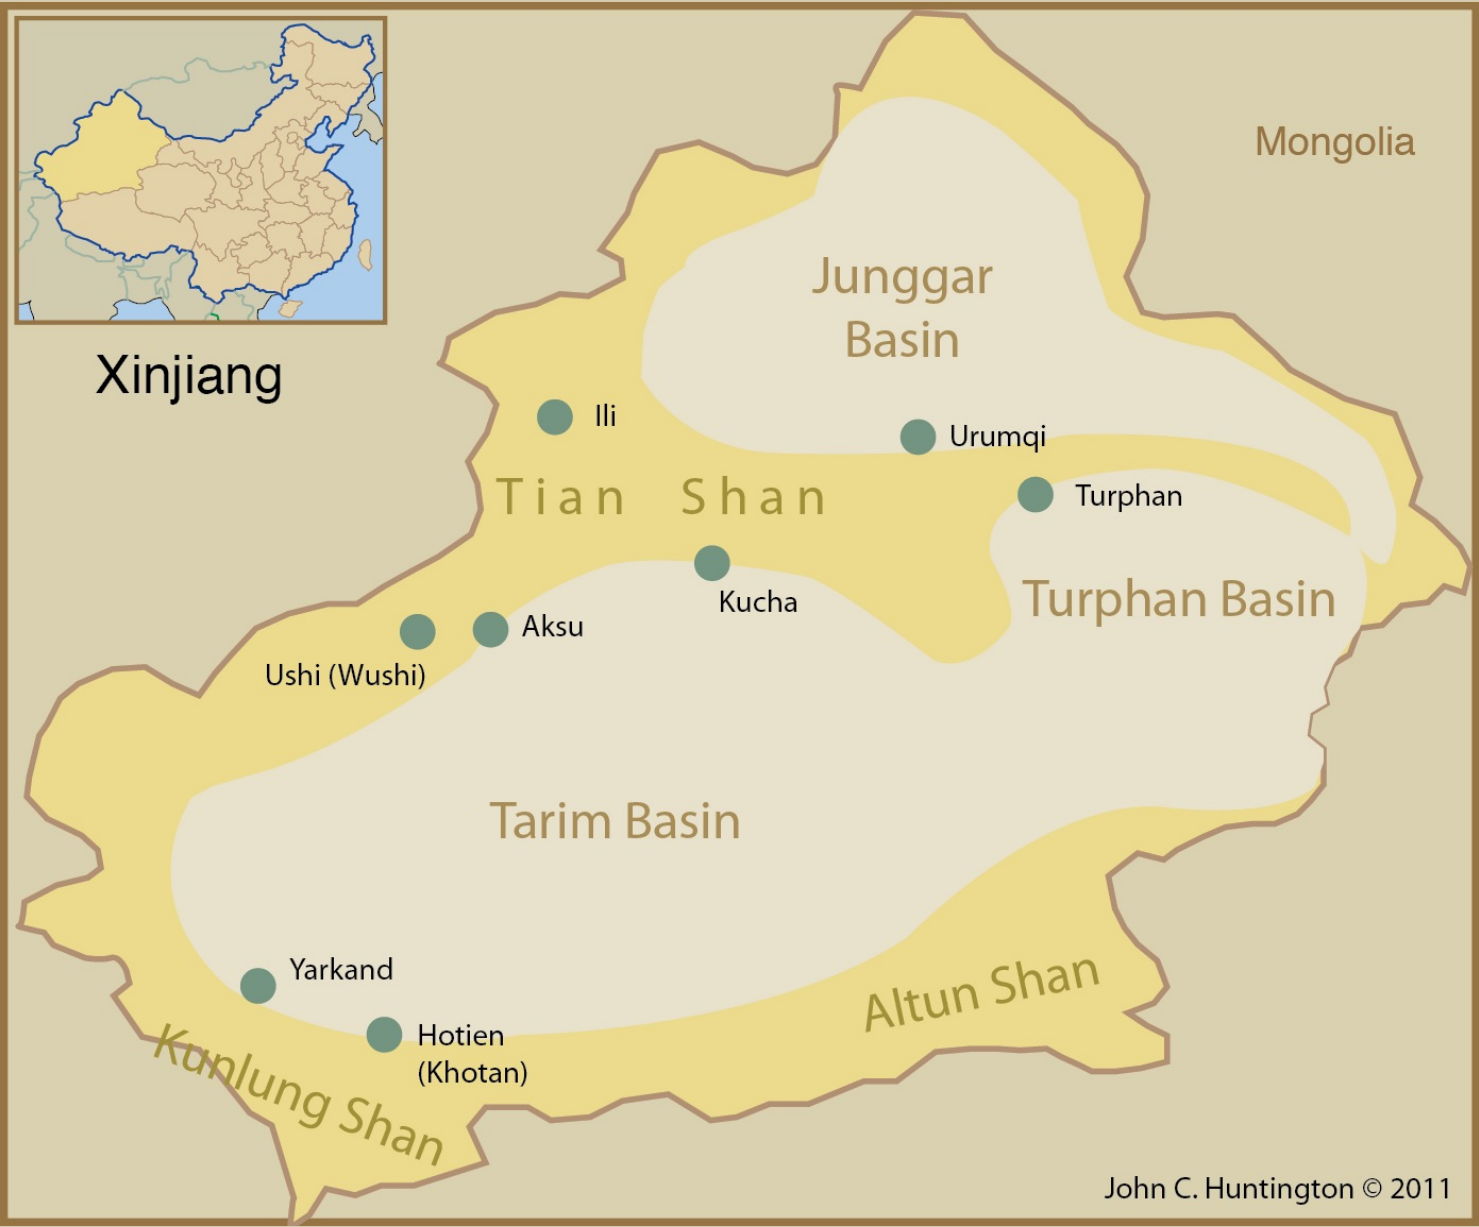 Mongolia
Junggar
Basin
Xinjiang
Ili
Urumqi
Tian Shan
Turphan
Kucha
Turphan Basin
Aksu
Ushi (Wushi)
Tarim Basin
Yarkand
Altun Shan
Hotien
(Khotan)
Kunlung Shan
John C. Huntington © 2011